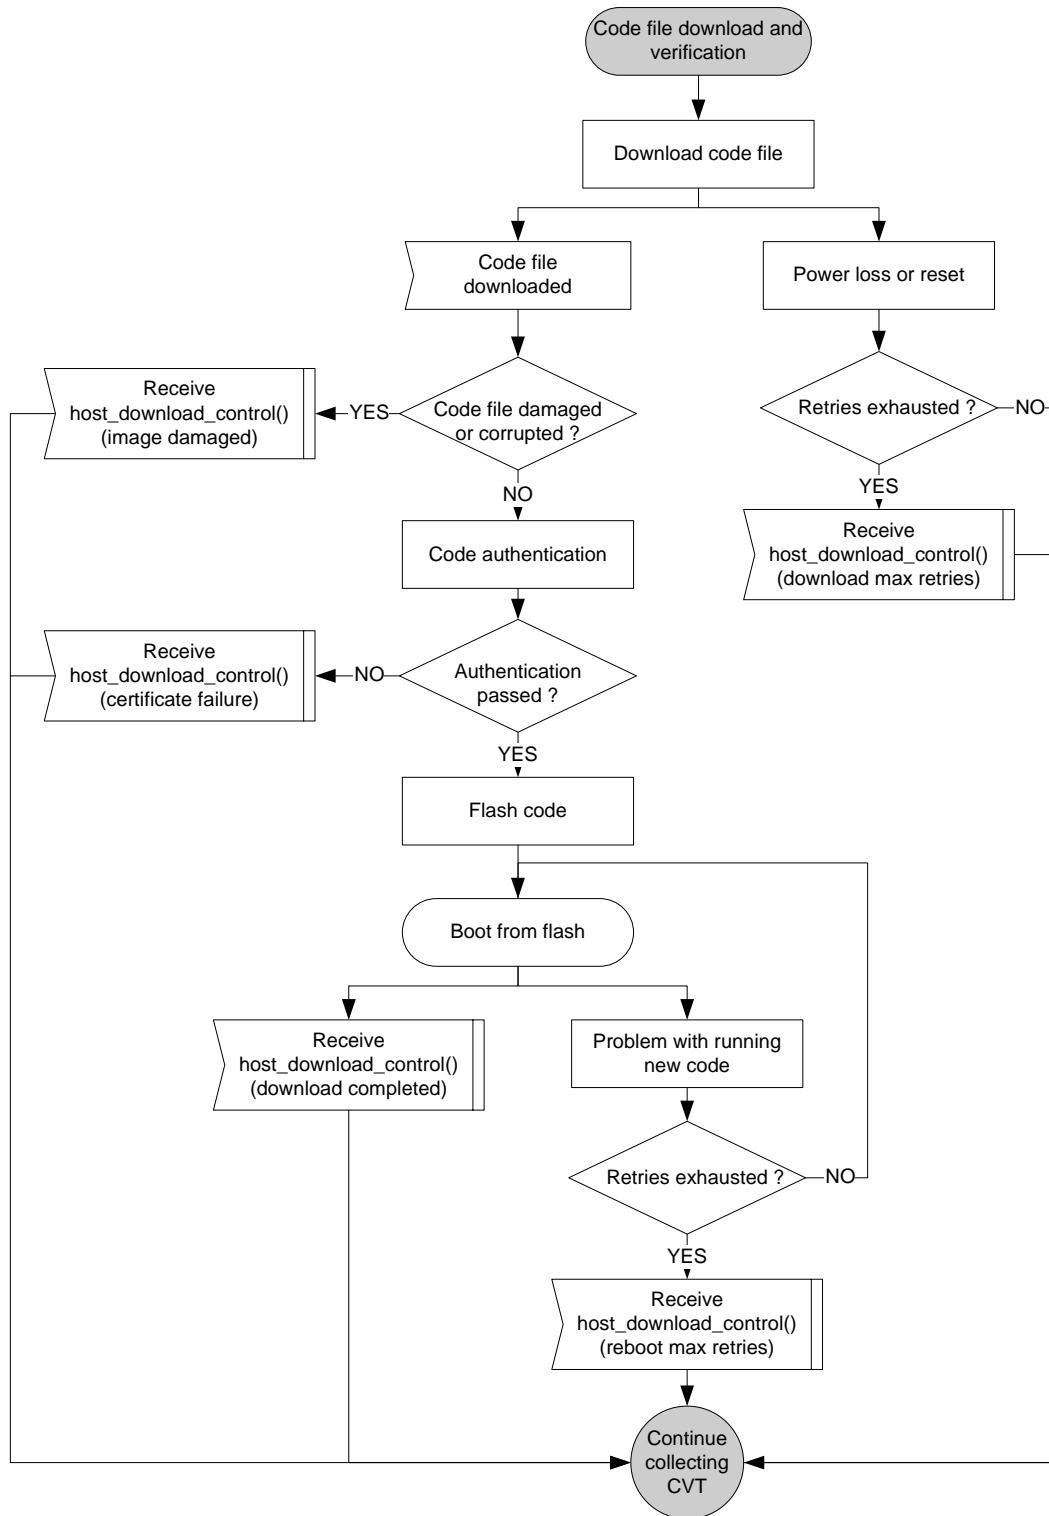 Code file download and
verification
Download code file
Code file
downloaded
Power loss or reset
Receive
host_download_control()
(image damaged)
YES
Code file damaged
or corrupted ?
Retries exhausted ?
NO
NO
YES
Code authentication
Receive
host_download_control()
(download max retries)
Receive
host_download_control()
(certificate failure)
NO
Authentication
passed ?
YES
Flash code
Boot from flash
Receive
host_download_control()
(download completed)
Problem with running
new code
Retries exhausted ?
NO
YES
Receive
host_download_control()
(reboot max retries)
Continue
collecting
CVT